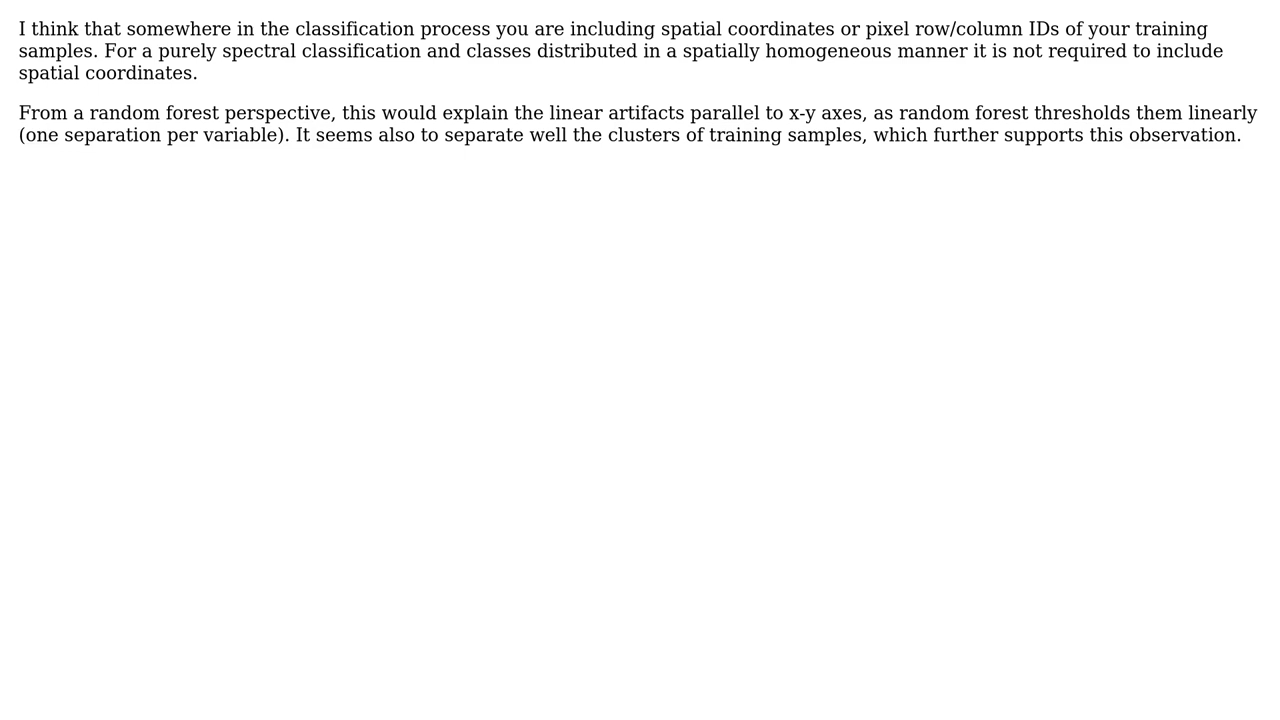 I think that somewhere in the classification process you are including spatial coordinates or pixel row/column IDs of your training
samples. For a purely spectral classification and classes distributed in a spatially homogeneous manner it is not required to include
spatial coordinates.
From a random forest perspective, this would explain the linear artifacts parallel to x-y axes, as random forest thresholds them linearly
(one separation per variable). It seems also to separate well the clusters of training samples, which further supports this observation.